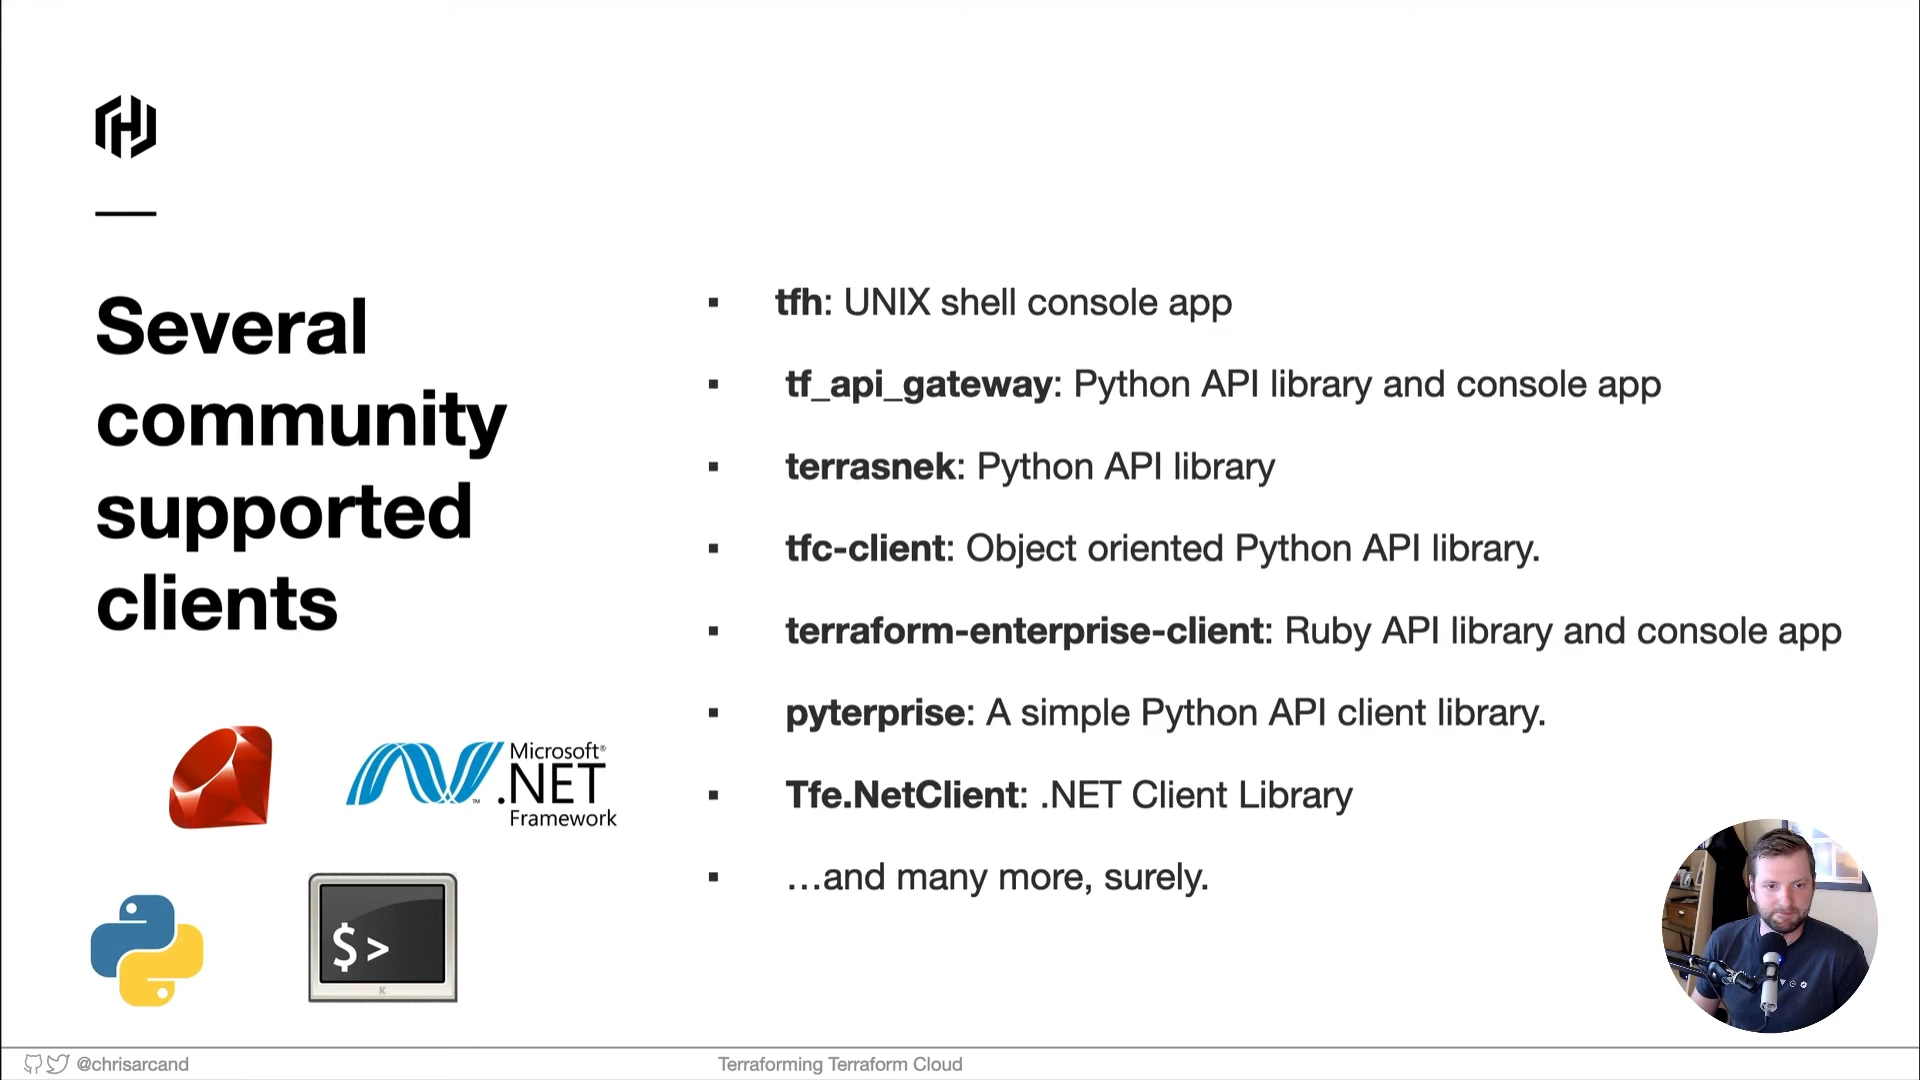 Several
community
supported
clients
▪ tfh: UNIX shell console app
▪ tf_api_gateway: Python API library and console app
▪ terrasnek: Python API library
▪ tfc-client: Object oriented Python API library.
▪ terraform-enterprise-client: Ruby API library and console app
▪ pyterprise: A simple Python API client library.
▪ Tfe.NetClient: .NET Client Library
▪ …and many more, surely.
Microsoft®
.NET
Framework
$ >
K
@chrisarcand
Terraforming Terraform Cloud